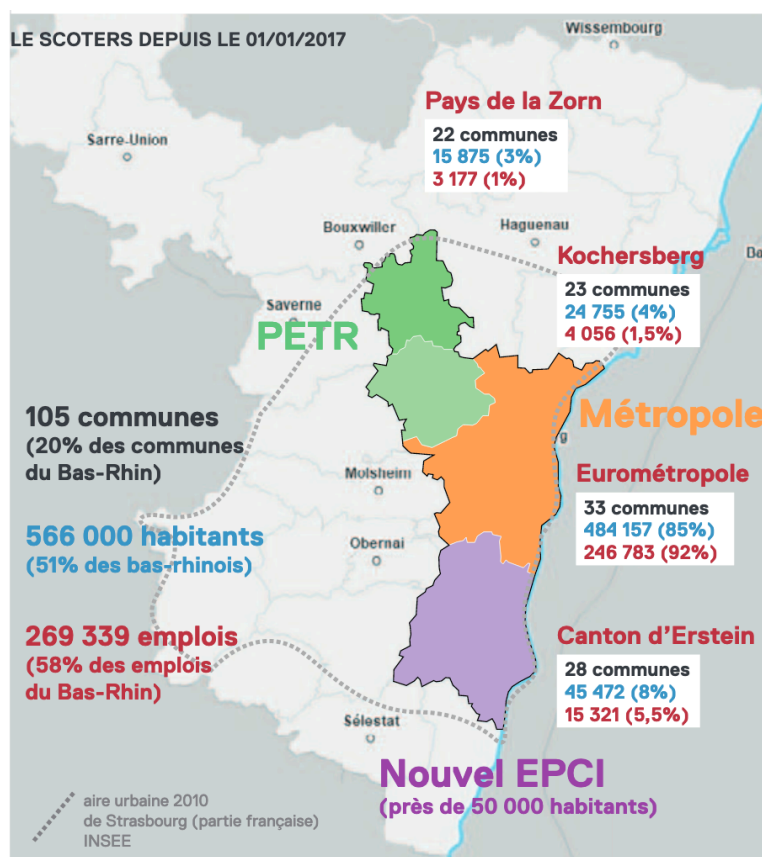 LE SCOTERS DEPUIS LE 01/01/2017
Wissembourg
Pays de la Zorn
22 communes
15 875 (3%)
3 177 (1%)
Sarre-Union
Bouxwiller
Haguenau
Ba
Kochersberg
23 communes
24 755 (4%)
4 056 (1,5%)
Saverne
PETR
105 communes
(20% des communes
du Bas-Rhin)
Métropole
g
Molsheim
Eurométropole
33 communes
484 157 (85%)
246 783 (92%)
566 000 habitants
(51% des bas-rhinois)
Obernai
269 339 emplois
(58% des emplois
du Bas-Rhin)
Canton d’Erstein
28 communes
45 472 (8%)
15 321 (5,5%)
Sélestat
Nouvel EPCI
(près de 50 000 habitants)
aire urbaine 2010
de Strasbourg (partie française)
INSEE